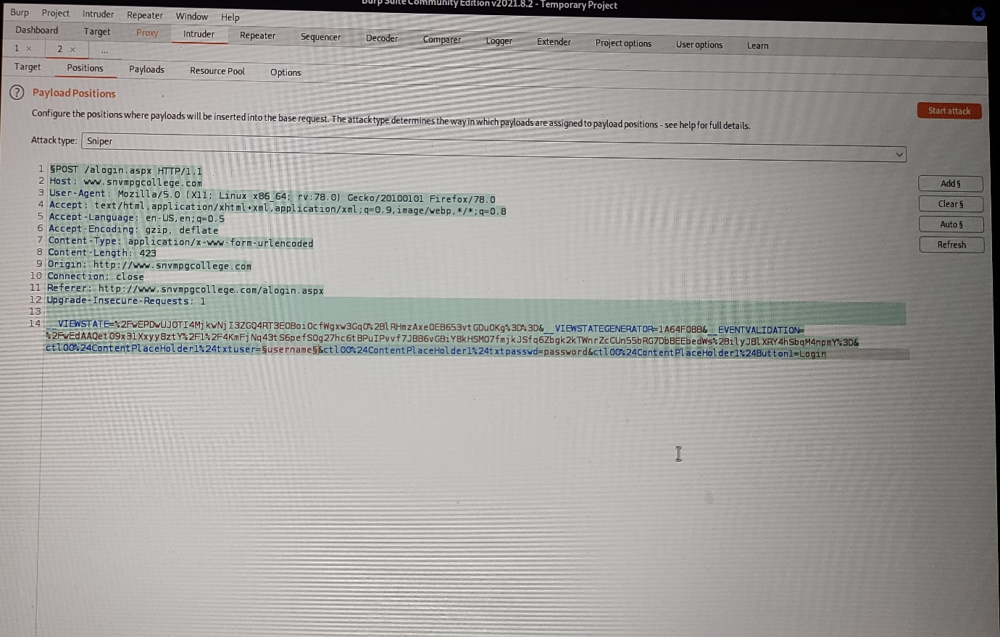 Burp Suite Community Edition v2021.8.2 - Temporary Project
Burp Project Intruder Repeater Window Help
Dashboard Target Proxy Intruder Repeater Sequencer Decoder Comparer Logger Extender Project options User options Learn
1 × 2 × ...
Target Positions Payloads Resource Pool Options
? Payload Positions
Start attack
Configure the positions where payloads will be inserted into the base request. The attack type determines the way in which payloads are assigned to payload positions - see help for full details.
Attack type: Sniper
1 §POST /alogin.aspx HTTP/1.1
2 Host: www.snvmpgcollege.com
3 User-Agent: Mozilla/5.0 (X11; Linux x86_64; rv:78.0) Gecko/20100101 Firefox/78.0
4 Accept: text/html,application/xhtml+xml,application/xml;q=0.9,image/webp,*/*;q=0.8
5 Accept-Language: en-US,en;q=0.5
6 Accept-Encoding: gzip, deflate
7 Content-Type: application/x-www-form-urlencoded
8 Content-Length: 423
9 Origin: http://www.snvmpgcollege.com
10 Connection: close
11 Referer: http://www.snvmpgcollege.com/alogin.aspx
12 Upgrade-Insecure-Requests: 1
13
14 __VIEWSTATE= &__VIEWSTATEGENERATOR=1A64F0BB&__EVENTVALIDATION=
ctl00%24ContentPlaceHolder1%24txtuser=§username§&ctl00%24ContentPlaceHolder1%24txtpasswd=password&ctl00%24ContentPlaceHolder1%24Button1=Login
Add §
Clear §
Auto §
Refresh